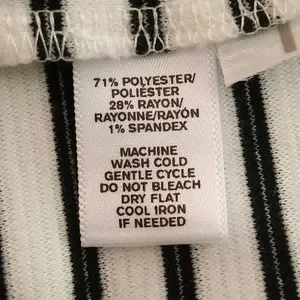 71% POLYESTER/
POLIÉSTER
28% RAYON/
RAYONNE/RAYÓN
1% SPANDEX
MACHINE
WASH COLD
GENTLE CYCLE
DO NOT BLEACH
DRY FLAT
COOL IRON
IF NEEDED